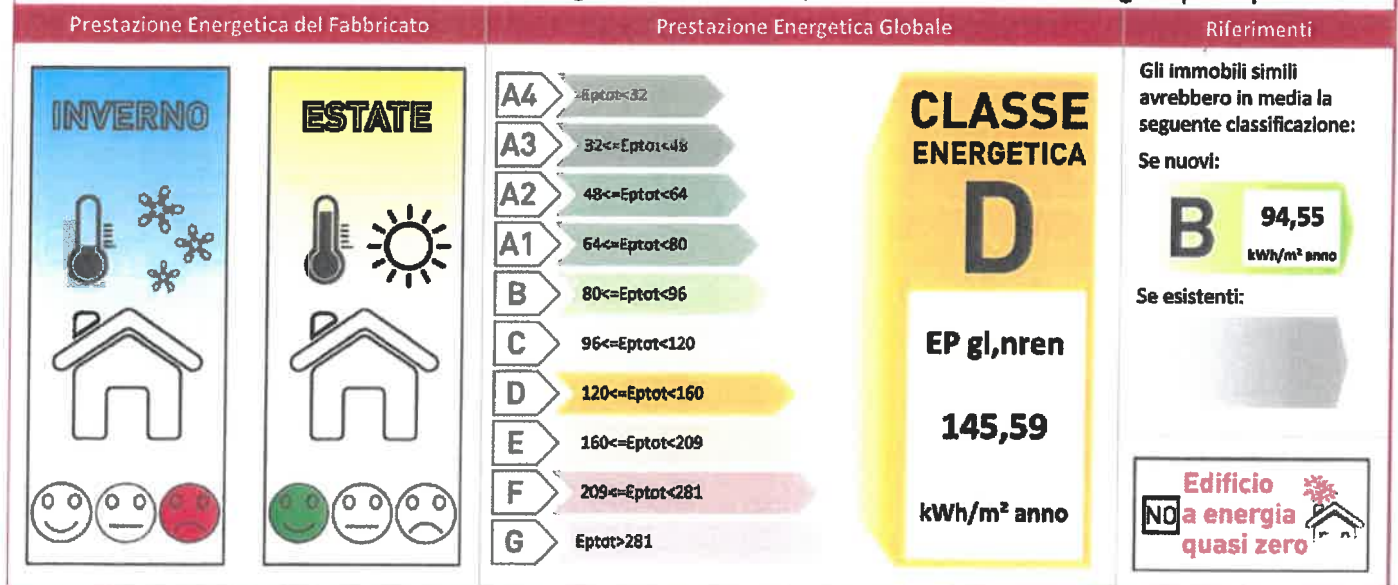 Prestazione Energetica del Fabbricato
Prestazione Energetica Globale
Riferimenti
INVERNO
ESTATE
A4 =Eptot<32
A3 32<=Eptot<48
A2 48<=Eptot<64
A1 64<=Eptot<80
B 80<=Eptot<96
C 96<=Eptot<120
D 120<=Eptot<160
E 160<=Eptot<209
F 209<=Eptot<281
G Eptot>281
CLASSE
ENERGETICA
D
EP gl,nren
145,59
kWh/m² anno
Gli immobili simili
avrebbero in media la
seguente classificazione:
Se nuovi:
B 94,55
kWh/m² anno
Se esistenti:
Edificio
NO a energia
quasi zero